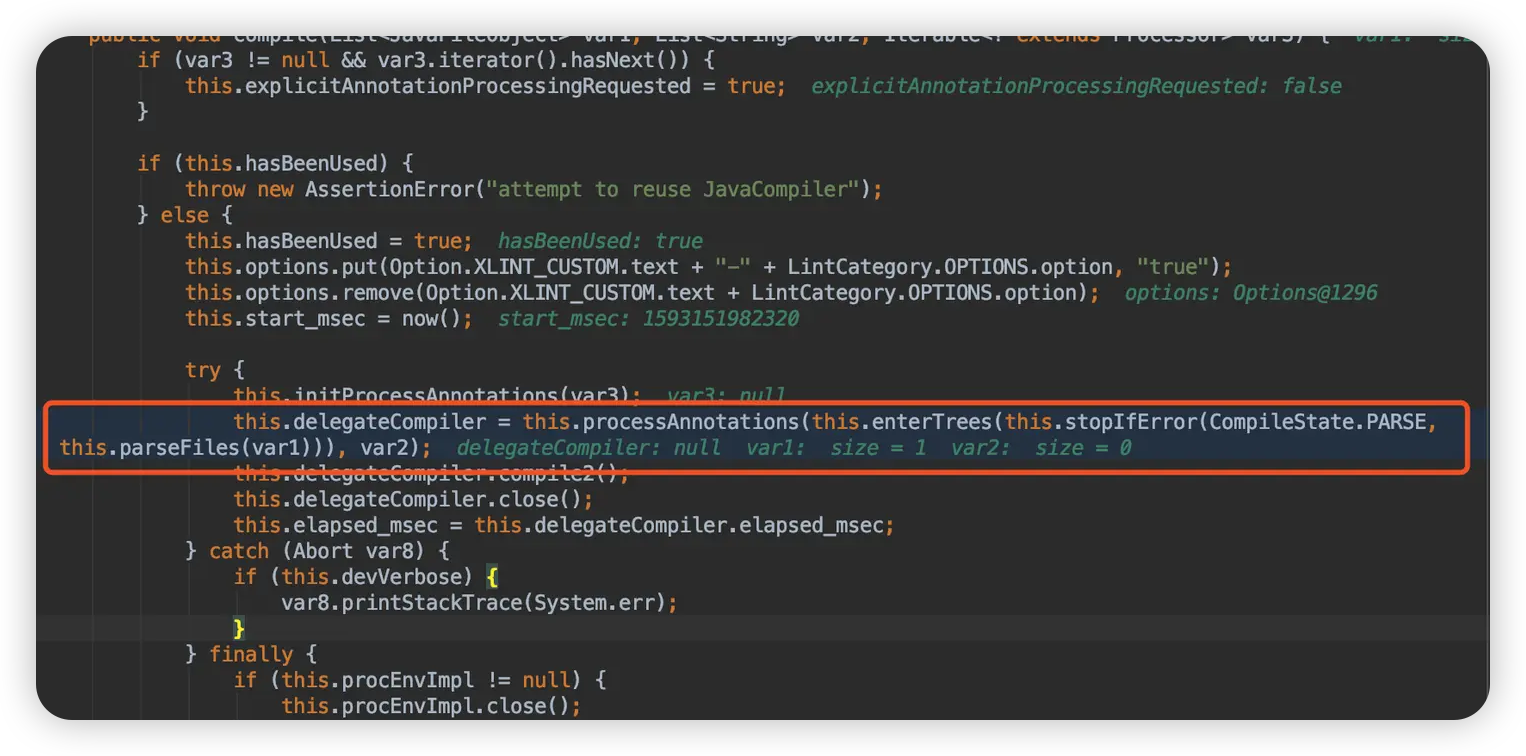 public void compile(List<JavaFileObject> var1, List<String> var2, Iterable<? extends Processor> var3) {  var1:  siz
if (var3 != null && var3.iterator().hasNext()) {
this.explicitAnnotationProcessingRequested = true;  explicitAnnotationProcessingRequested: false
}
if (this.hasBeenUsed) {
throw new AssertionError("attempt to reuse JavaCompiler");
} else {
this.hasBeenUsed = true;  hasBeenUsed: true
this.options.put(Option.XLINT_CUSTOM.text + "-" + LintCategory.OPTIONS.option, "true");
this.options.remove(Option.XLINT_CUSTOM.text + LintCategory.OPTIONS.option);  options: Options@1296
this.start_msec = now();  start_msec: 1593151982320
try {
this.initProcessAnnotations(var3);  var3: null
this.delegateCompiler = this.processAnnotations(this.enterTrees(this.stopIfError(CompileState.PARSE,
this.parseFiles(var1))), var2);  delegateCompiler: null  var1:  size = 1  var2:  size = 0
this.delegateCompiler.compile2();
this.delegateCompiler.close();
this.elapsed_msec = this.delegateCompiler.elapsed_msec;
} catch (Abort var8) {
if (this.devVerbose) {
var8.printStackTrace(System.err);
}
} finally {
if (this.procEnvImpl != null) {
this.procEnvImpl.close();